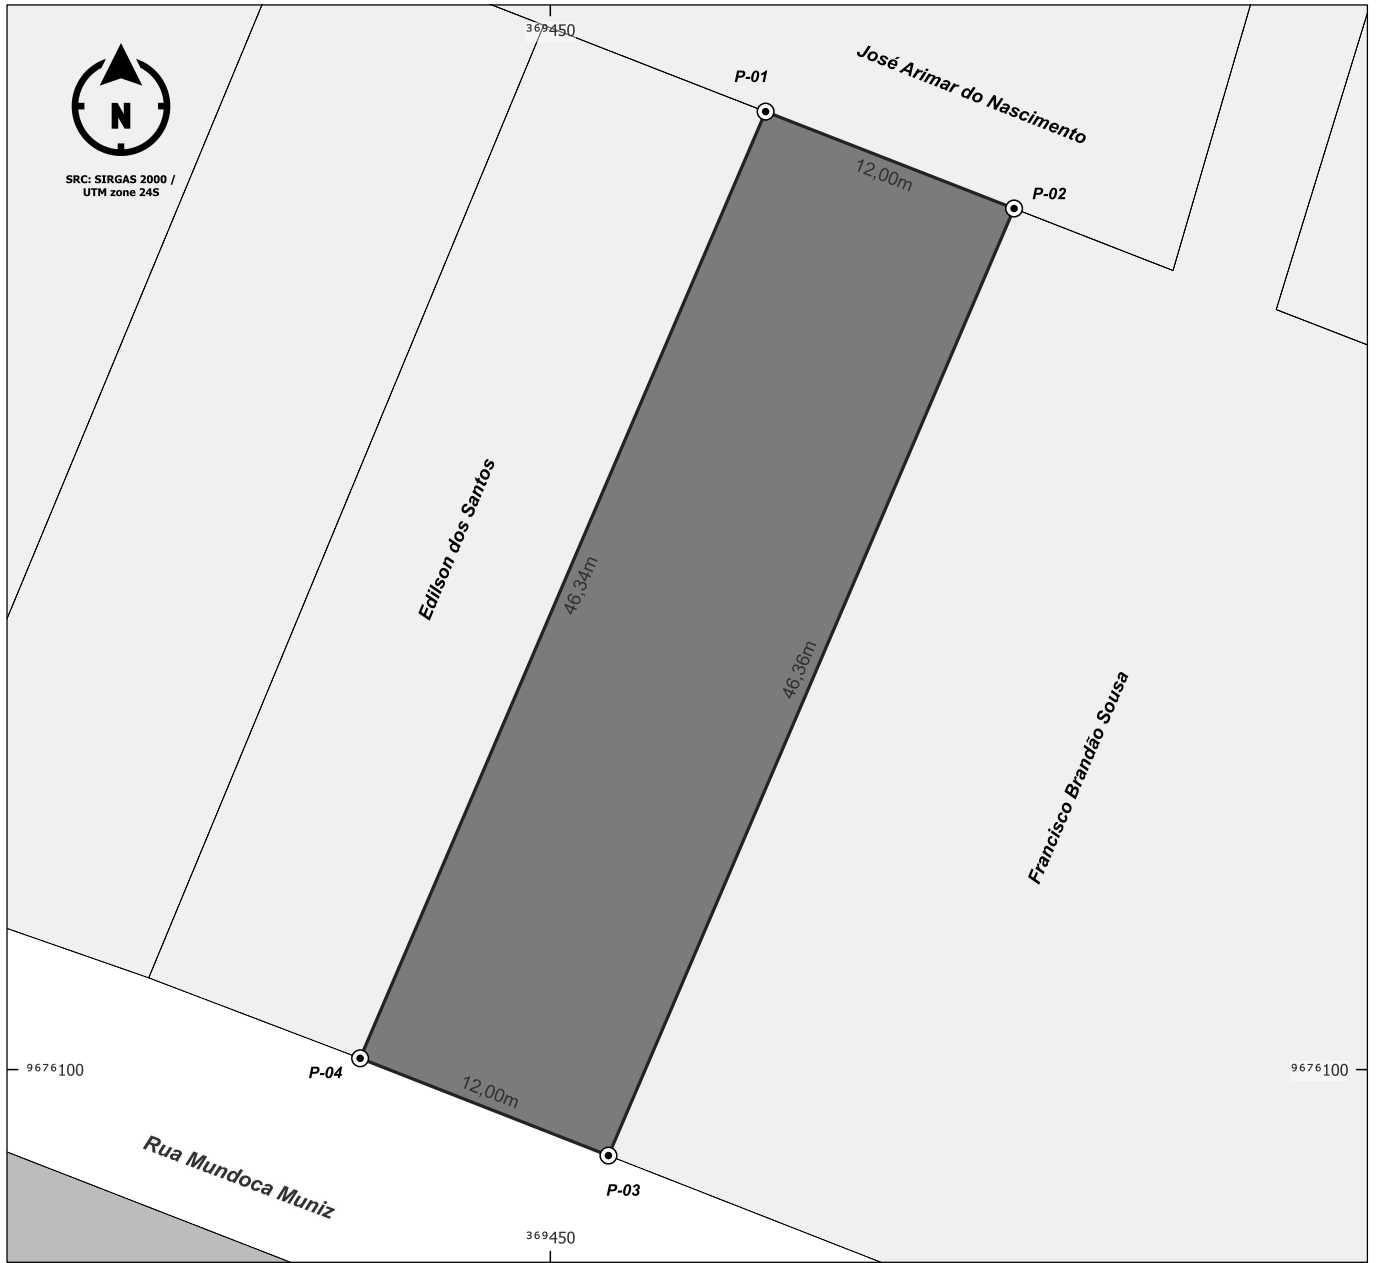 369450
José Arimar do Nascimento
P-01
N
SRC: SIRGAS 2000 /
UTM zone 24S
12,00m
P-02
Edilson dos Santos
46,34m
46,36m
Francisco Brandão Sousa
9676100
9676100
P-04
12,00m
Rua Mundoca Muniz
P-03
369450